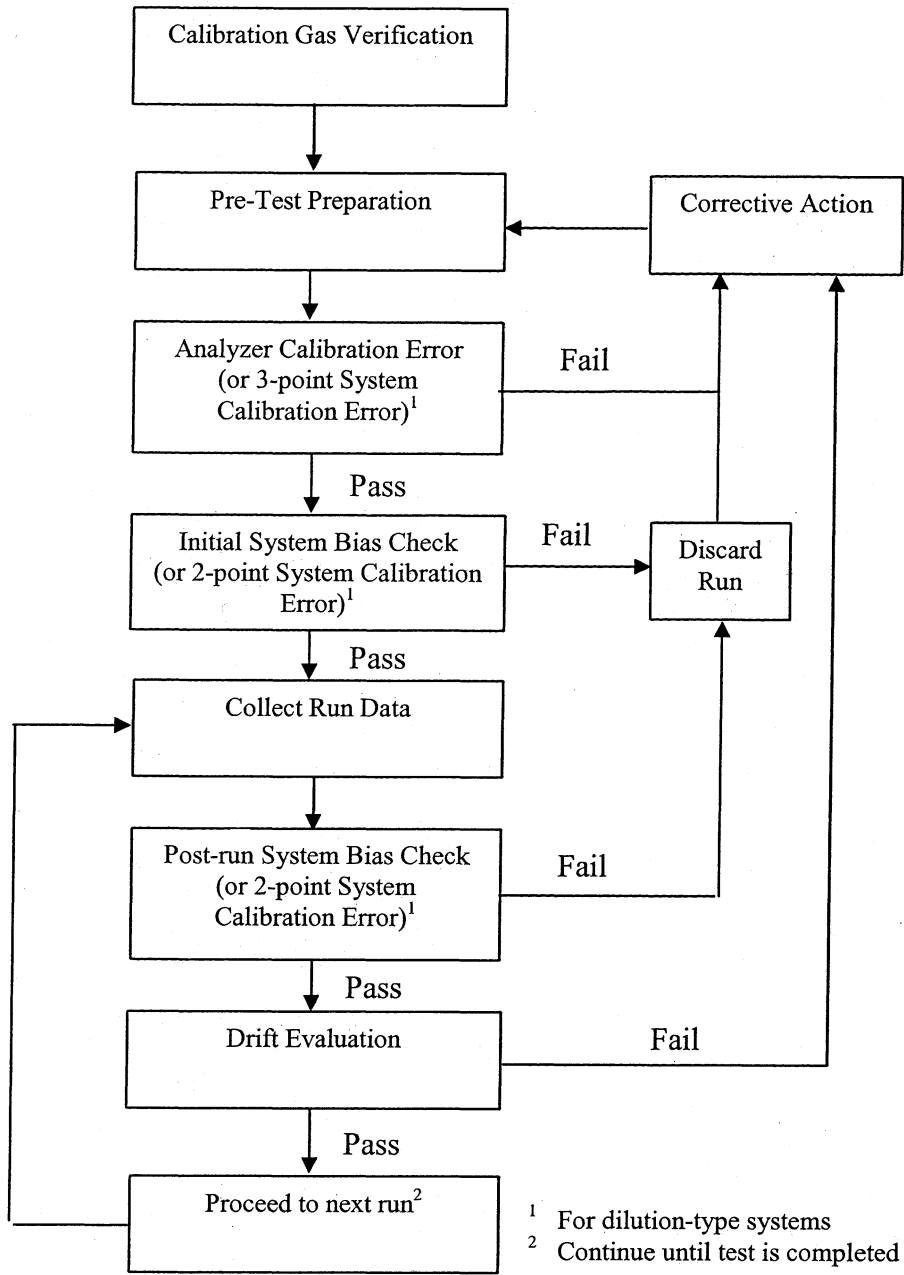 Calibration Gas Verification
Pre-Test Preparation
Corrective Action
Analyzer Calibration Error
(or 3-point System
Calibration Error)¹
Fail
Pass
Initial System Bias Check
(or 2-point System Calibration
Error)¹
Fail
Discard
Run
Pass
Collect Run Data
Post-run System Bias Check
(or 2-point System
Calibration Error)¹
Fail
Pass
Drift Evaluation
Fail
Pass
Proceed to next run²
¹ For dilution-type systems
² Continue until test is completed